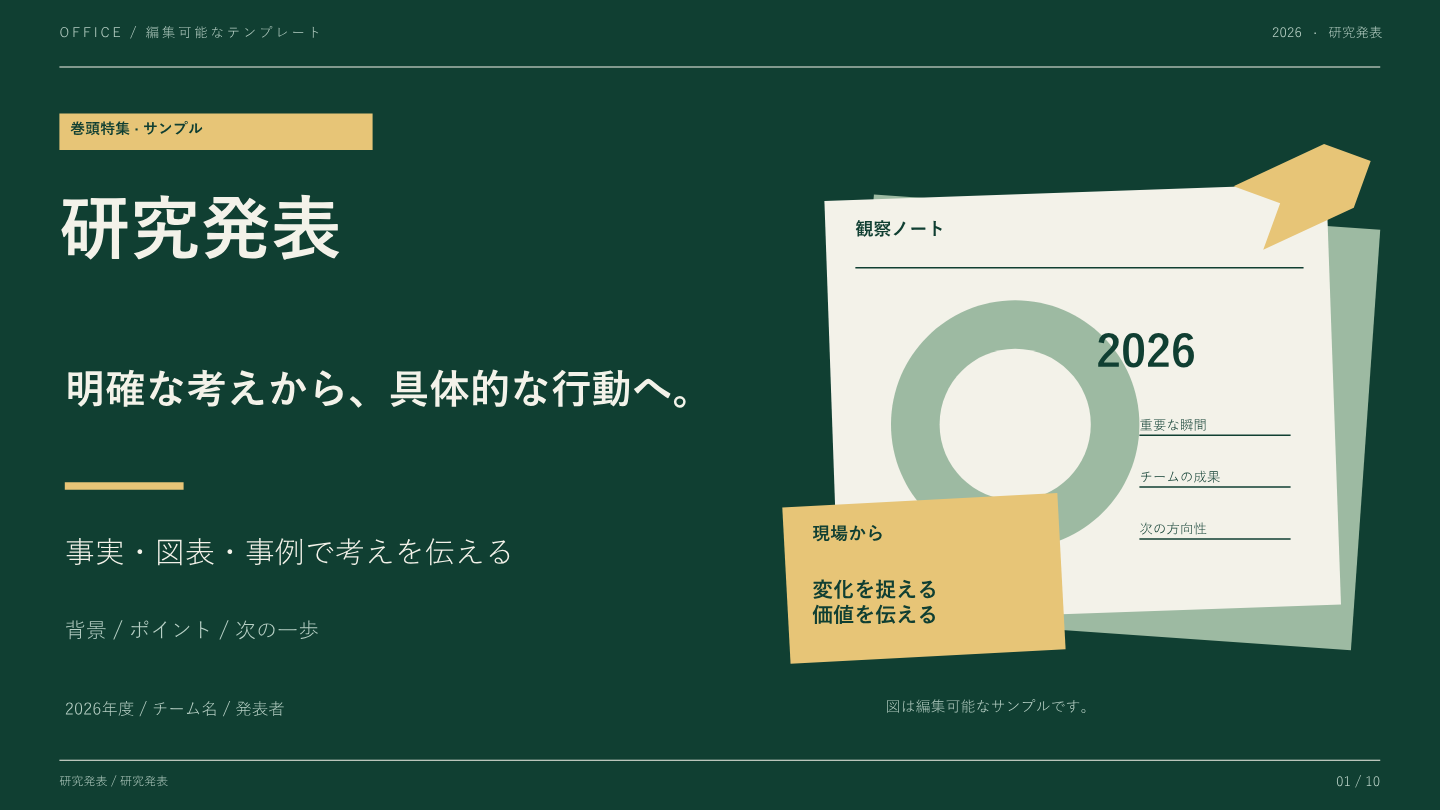 OFFICE / 編集可能なテンプレート
2026 · 研究発表
巻頭特集 · サンプル
研究発表
明確な考えから、具体的な行動へ。
事実・図表・事例で考えを伝える
背景 / ポイント / 次の一歩
2026年度 / チーム名 / 発表者
観察ノート
2026
重要な瞬間
チームの成果
次の方向性
現場から
変化を捉える
価値を伝える
図は編集可能なサンプルです。
研究発表 / 研究発表
01 / 10